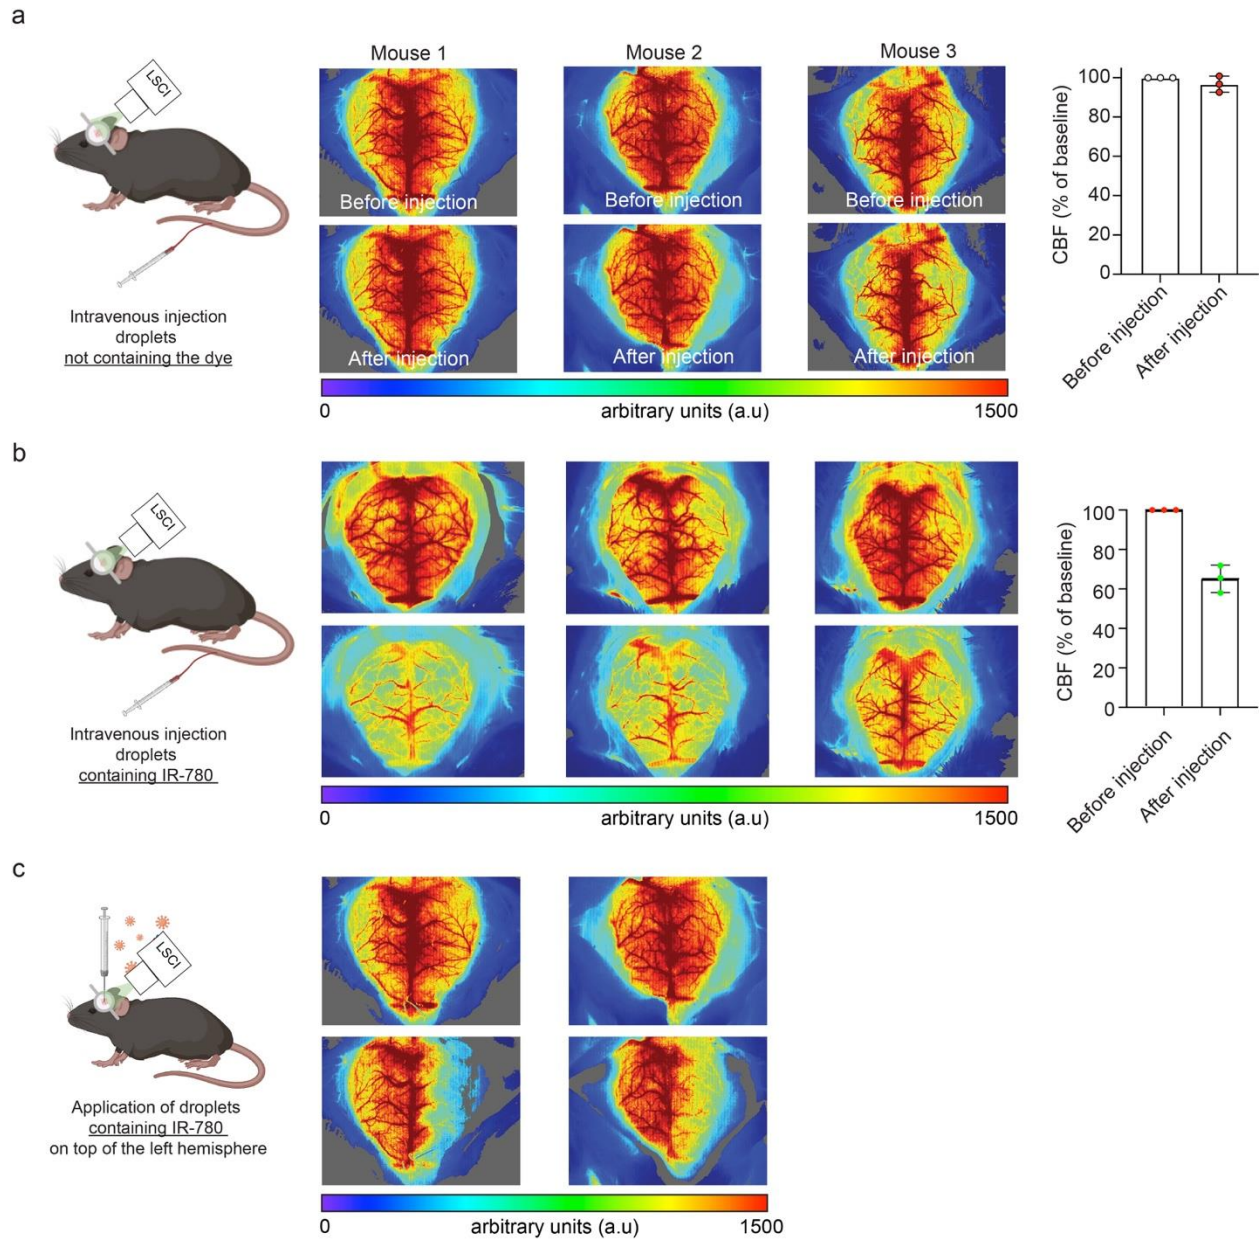 a
LSCI
Intravenous injection
droplets
not containing the dye
Mouse 1
Mouse 2
Mouse 3
Before injection
Before injection
Before injection
After injection
After injection
After injection
0
arbitrary units (a.u)
1500
CBF (% of baseline)
100
80
60
40
20
0
Before injection
After injection
b
LSCI
Intravenous injection
droplets
containing IR-780
0
arbitrary units (a.u)
1500
CBF (% of baseline)
100
80
60
40
20
0
Before injection
After injection
c
LSCI
Application of droplets
containing IR-780
on top of the left hemisphere
0
arbitrary units (a.u)
1500